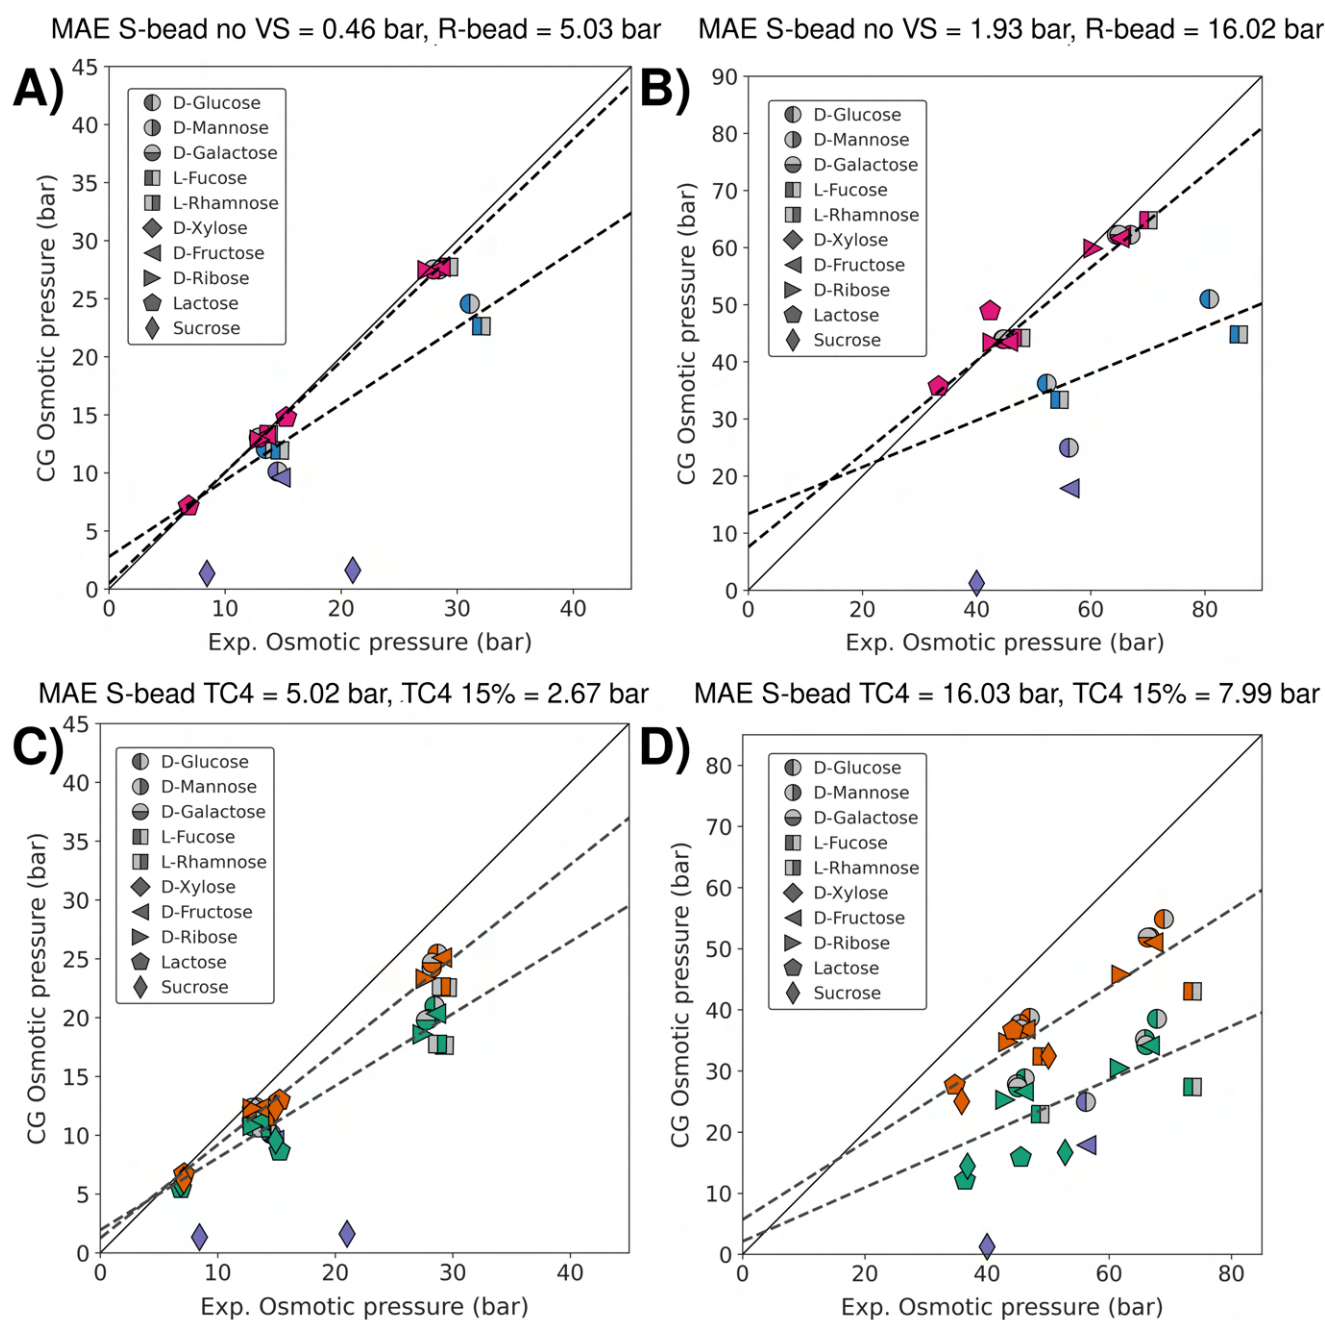 MAE S-bead no VS = 0.46 bar, R-bead = 5.03 bar
MAE S-bead no VS = 1.93 bar, R-bead = 16.02 bar
A)
45
40
35
30
25
20
15
10
5
0
CG Osmotic pressure (bar)
D-Glucose
D-Mannose
D-Galactose
L-Fucose
L-Rhamnose
D-Xylose
D-Fructose
D-Ribose
Lactose
Sucrose
0 10 20 30 40
Exp. Osmotic pressure (bar)
B)
90
80
70
60
50
40
30
20
10
0
CG Osmotic pressure (bar)
D-Glucose
D-Mannose
D-Galactose
L-Fucose
L-Rhamnose
D-Xylose
D-Fructose
D-Ribose
Lactose
Sucrose
0 20 40 60 80
Exp. Osmotic pressure (bar)
MAE S-bead TC4 = 5.02 bar, TC4 15% = 2.67 bar
MAE S-bead TC4 = 16.03 bar, TC4 15% = 7.99 bar
C)
45
40
35
30
25
20
15
10
5
0
CG Osmotic pressure (bar)
D-Glucose
D-Mannose
D-Galactose
L-Fucose
L-Rhamnose
D-Xylose
D-Fructose
D-Ribose
Lactose
Sucrose
0 10 20 30 40
Exp. Osmotic pressure (bar)
D)
80
70
60
50
40
30
20
10
0
CG Osmotic pressure (bar)
D-Glucose
D-Mannose
D-Galactose
L-Fucose
L-Rhamnose
D-Xylose
D-Fructose
D-Ribose
Lactose
Sucrose
0 20 40 60 80
Exp. Osmotic pressure (bar)